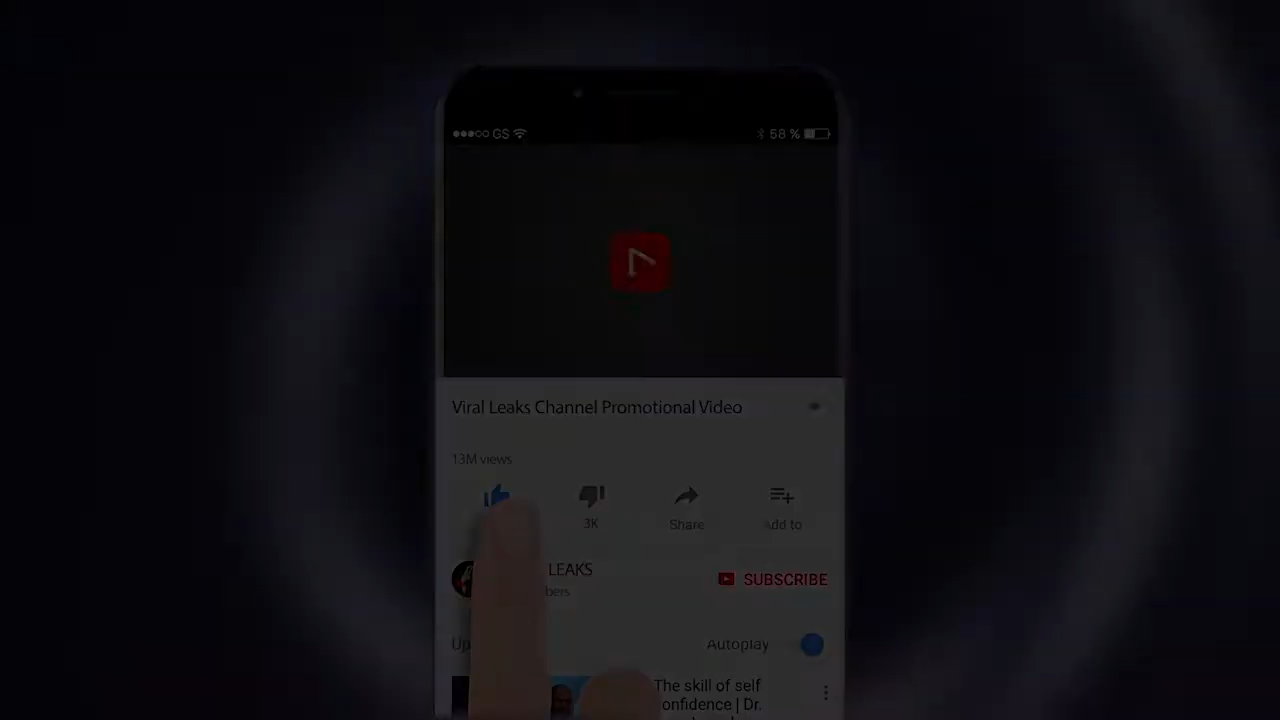 GS 58 %
Viral Leaks Channel Promotional Video
13M views
3K Share Add to
LEAKS
SUBSCRIBE
Autoplay
The skill of self
onfidence | Dr.